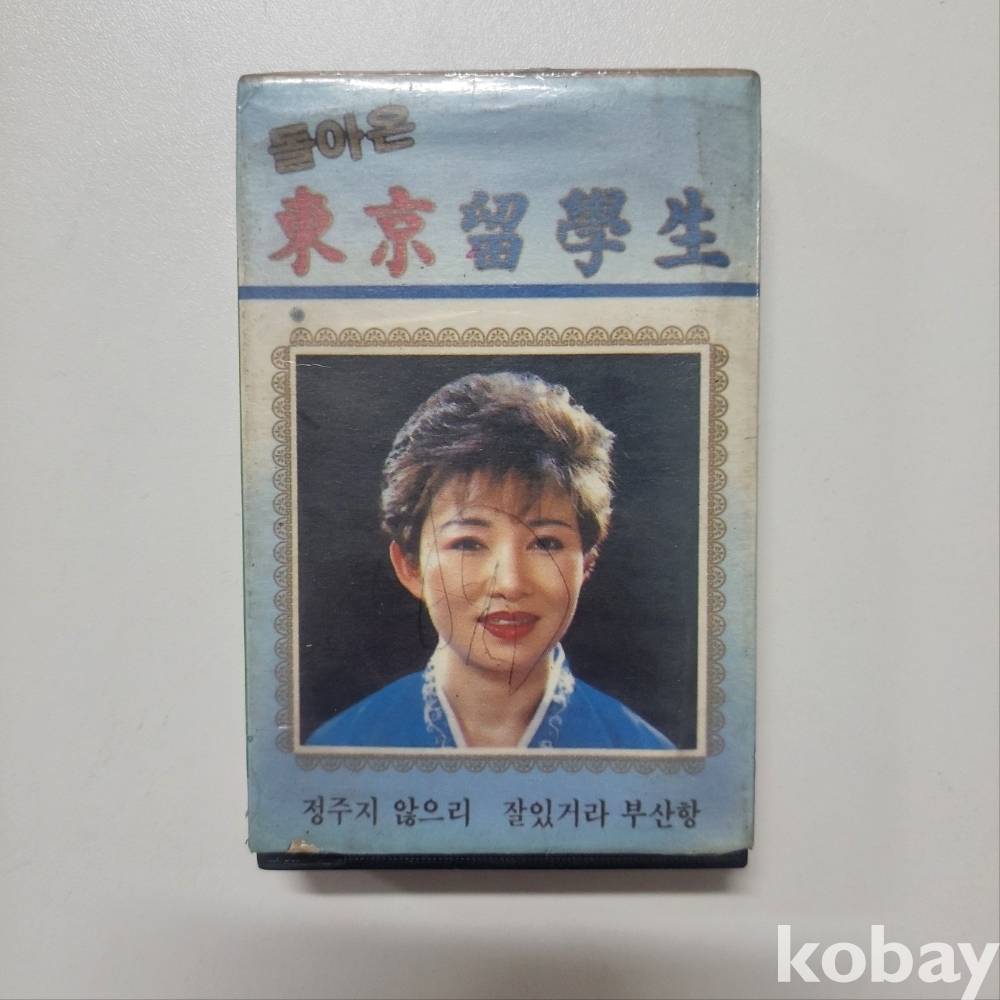 돌아온
東京留學生
정주지 않으리 잘있거라 부산항
kobay